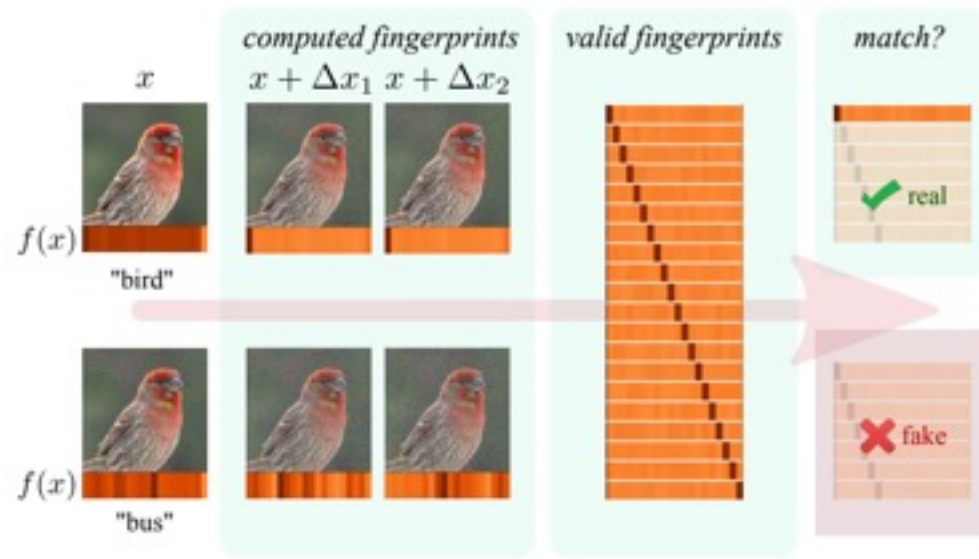 computed fingerprints
valid fingerprints
match?
x
x + Δx₁
x + Δx₂
f(x)
"bird"
real
f(x)
"bus"
fake